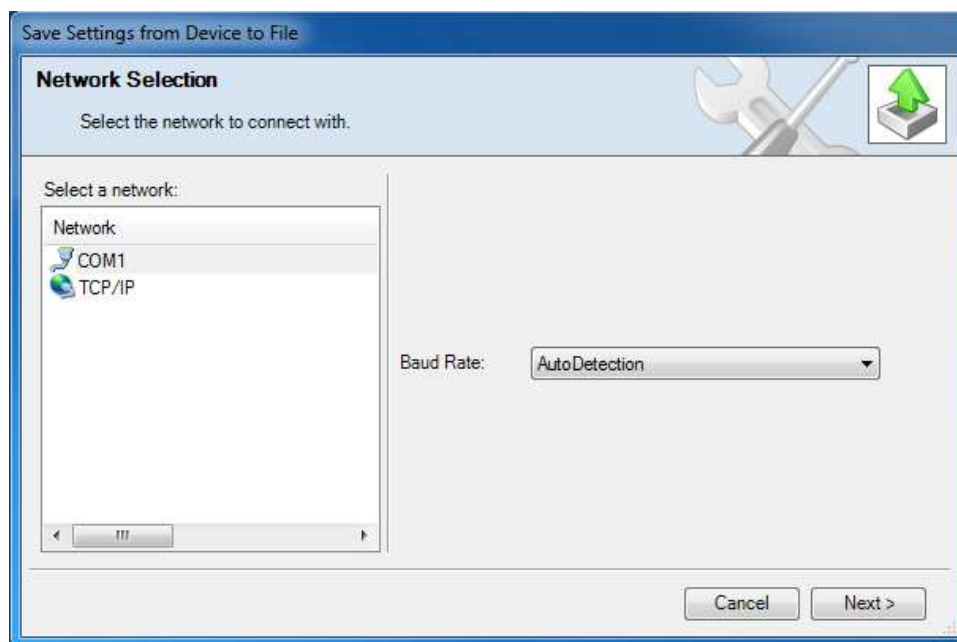 Save Settings from Device to File
Network Selection
Select the network to connect with.
Select a network:
Network
COM1
TCP/IP
Baud Rate:
AutoDetection
Cancel
Next >